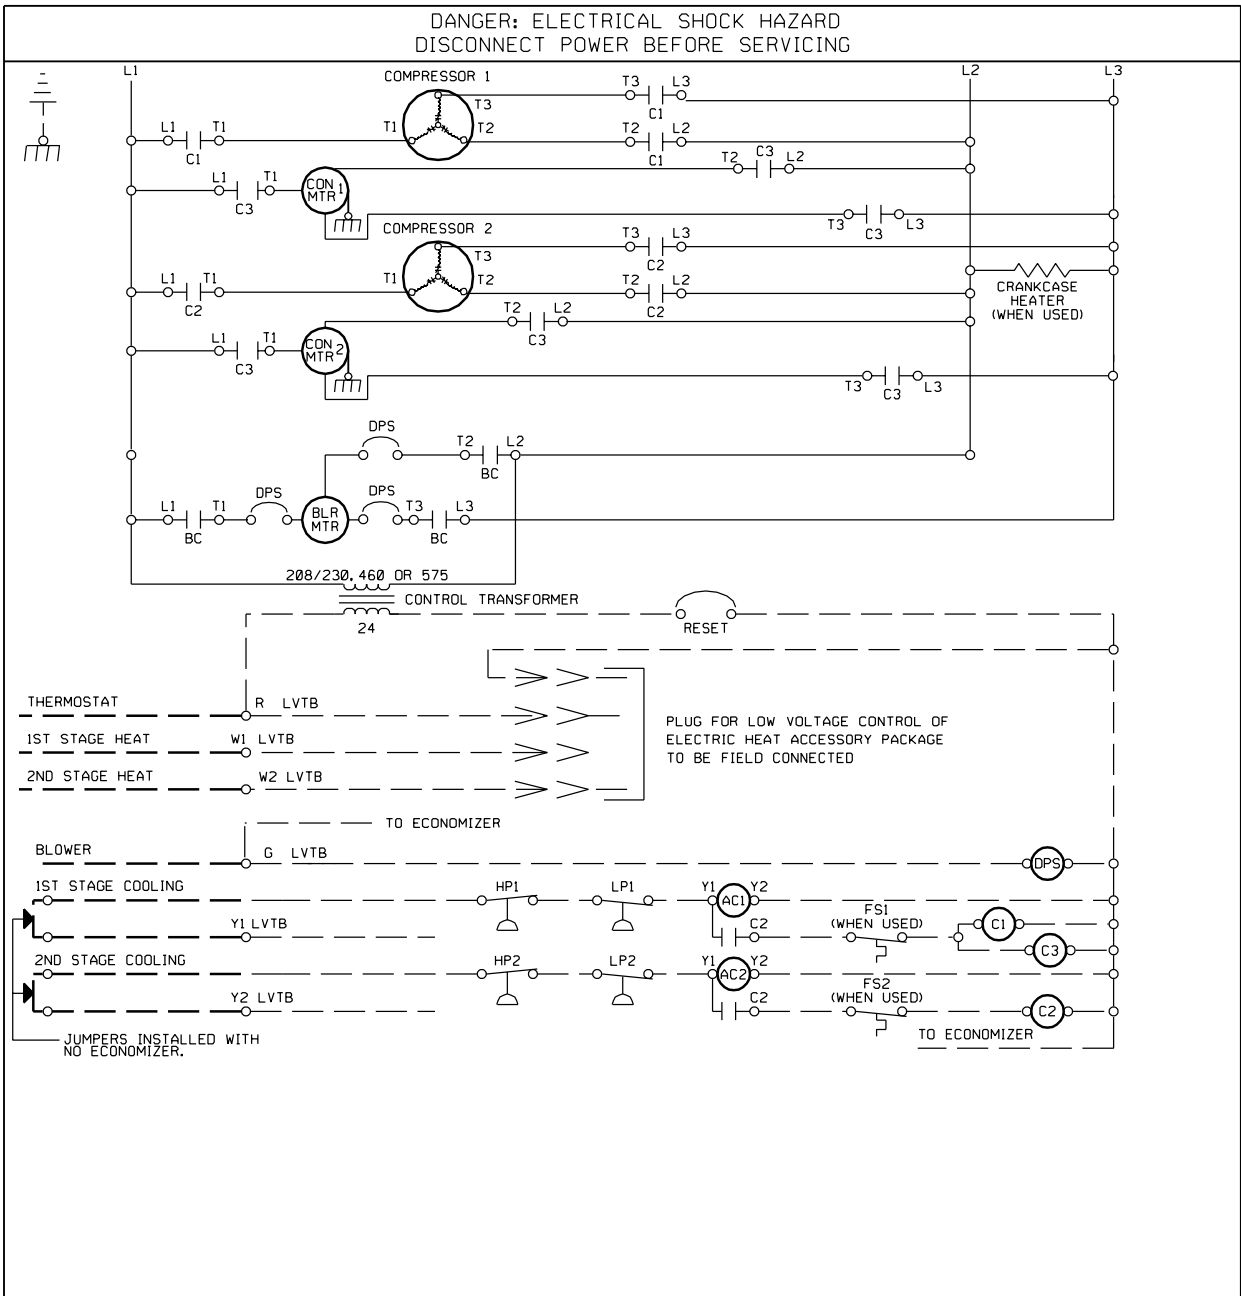 DANGER: ELECTRICAL SHOCK HAZARD
DISCONNECT POWER BEFORE SERVICING
L1
L2
L3
COMPRESSOR 1
T3
T3 L3
C1
L1 T1
C1
T1
T2
T2 L2
C1
L1 T1
C3
CON 1
MTR
T2 C3 L2
T3 C3 L3
COMPRESSOR 2
T3
T3 L3
C2
L1 T1
C2
T1
T2
T2 L2
C2
CRANKCASE
HEATER
(WHEN USED)
T2 L2
C3
L1 T1
C3
CON 2
MTR
T3 C3 L3
DPS
T2 L2
BC
L1 T1
BC
DPS
BLR
MTR
DPS
T3 L3
BC
208/230,460 OR 575
CONTROL TRANSFORMER
24
RESET
THERMOSTAT
R LVTB
1ST STAGE HEAT
W1 LVTB
2ND STAGE HEAT
W2 LVTB
PLUG FOR LOW VOLTAGE CONTROL OF
ELECTRIC HEAT ACCESSORY PACKAGE
TO BE FIELD CONNECTED
TO ECONOMIZER
BLOWER
G LVTB
DPS
1ST STAGE COOLING
HP1
LP1
Y1 AC1 Y2
Y1 LVTB
C2
FS1
(WHEN USED)
C1
C3
2ND STAGE COOLING
HP2
LP2
Y1 AC2 Y2
Y2 LVTB
C2
FS2
(WHEN USED)
C2
TO ECONOMIZER
JUMPERS INSTALLED WITH
NO ECONOMIZER.